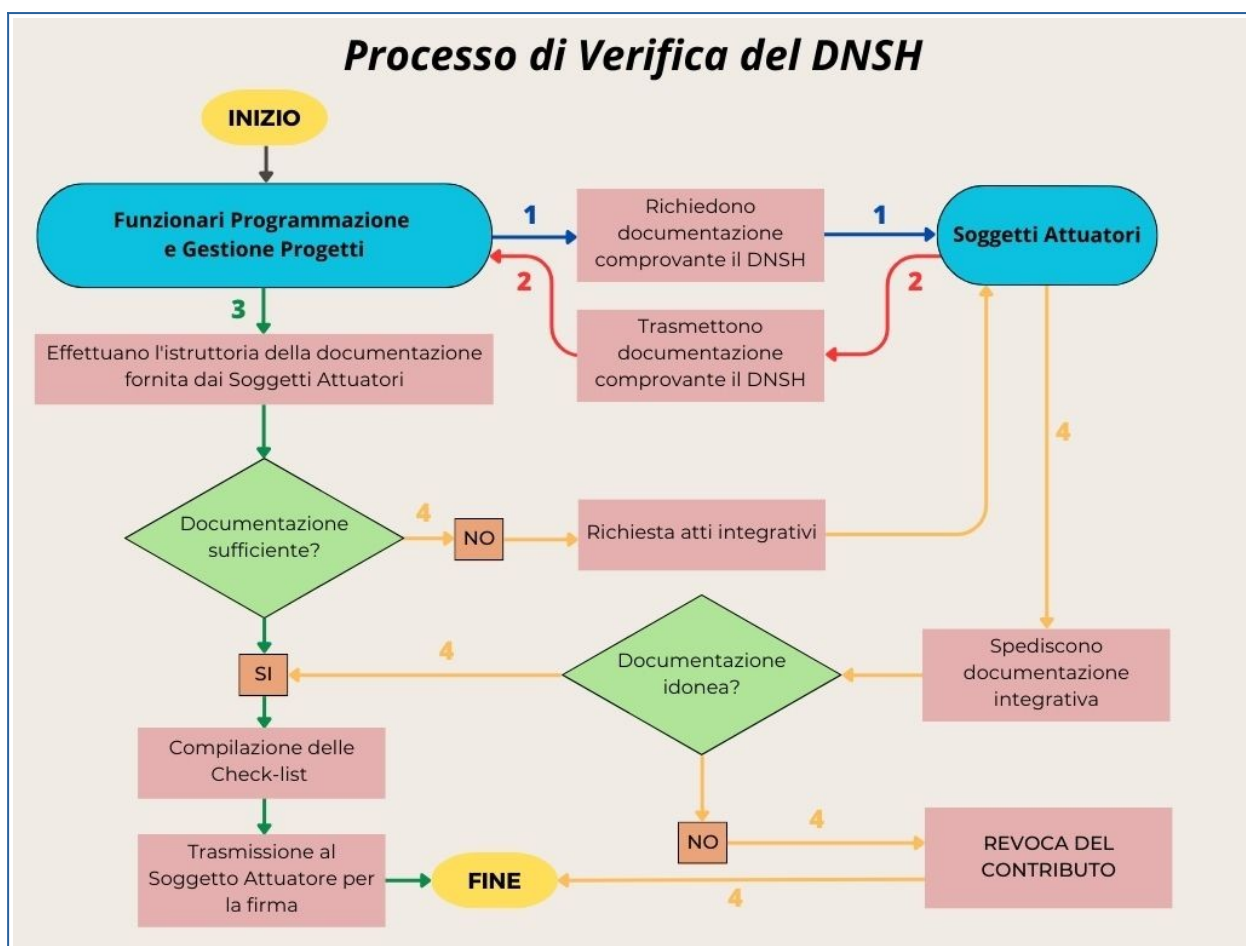 Processo di Verifica del DNSH
INIZIO
Funzionari Programmazione
e Gestione Progetti
1
Richiedono
documentazione
comprovante il DNSH
1
Soggetti Attuatori
2
2
Trasmettono
documentazione
comprovante il DNSH
3
Effettuano l'istruttoria della documentazione
fornita dai Soggetti Attuatori
4
Documentazione
sufficiente?
4
NO
Richiesta atti integrativi
Spediscono
documentazione
integrativa
Documentazione
idonea?
4
SI
Compilazione delle
Check-list
NO
4
REVOCA DEL
CONTRIBUTO
Trasmissione al
Soggetto Attuatore per
la firma
FINE
4